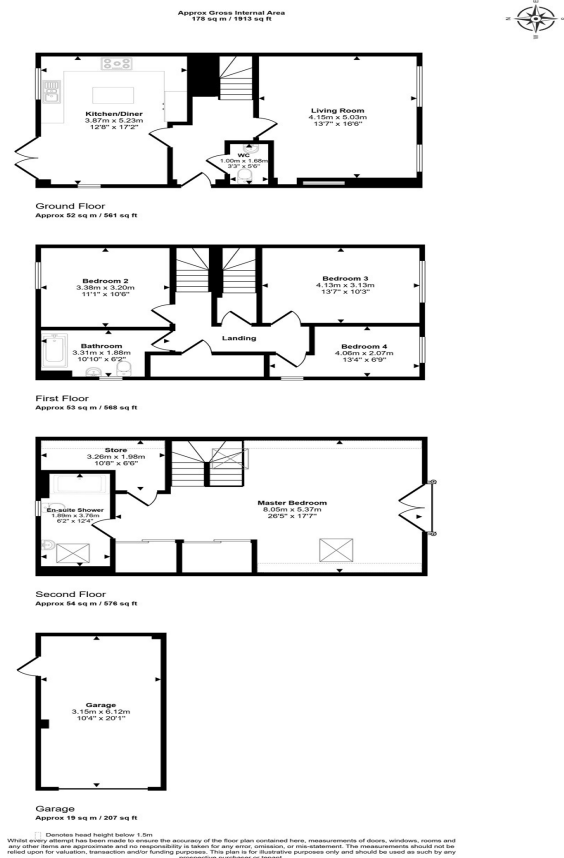 Approx Gross Internal Area
178 sq m / 1913 sq ft
Kitchen/Diner
3.87m x 5.23m
12'8" x 17'2"
Living Room
4.15m x 5.03m
13'7" x 16'6"
WC
1.00m x 1.68m
3'3" x 5'6"
Ground Floor
Approx 52 sq m / 561 sq ft
Bedroom 2
3.38m x 3.20m
11'1" x 10'6"
Bedroom 3
4.13m x 3.13m
13'7" x 10'3"
Landing
Bathroom
3.31m x 1.88m
10'10" x 6'2"
Bedroom 4
4.06m x 2.07m
13'4" x 6'9"
First Floor
Approx 53 sq m / 568 sq ft
Store
3.26m x 1.98m
10'8" x 6'6"
En-suite Shower
1.89m x 3.76m
6'2" x 12'4"
Master Bedroom
8.05m x 5.37m
26'5" x 17'7"
Second Floor
Approx 54 sq m / 576 sq ft
Garage
3.15m x 6.12m
10'4" x 20'1"
Garage
Approx 19 sq m / 207 sq ft
Denotes head height below 1.5m
Whilst every attempt has been made to ensure the accuracy of the floor plan contained here, measurements of doors, windows, rooms and
any other items are approximate and no responsibility is taken for any error, omission, or mis-statement. The measurements should not be
relied upon for valuation, transaction and/or funding purposes. This plan is for illustrative purposes only and should be used as such by any
prospective purchaser or tenant.